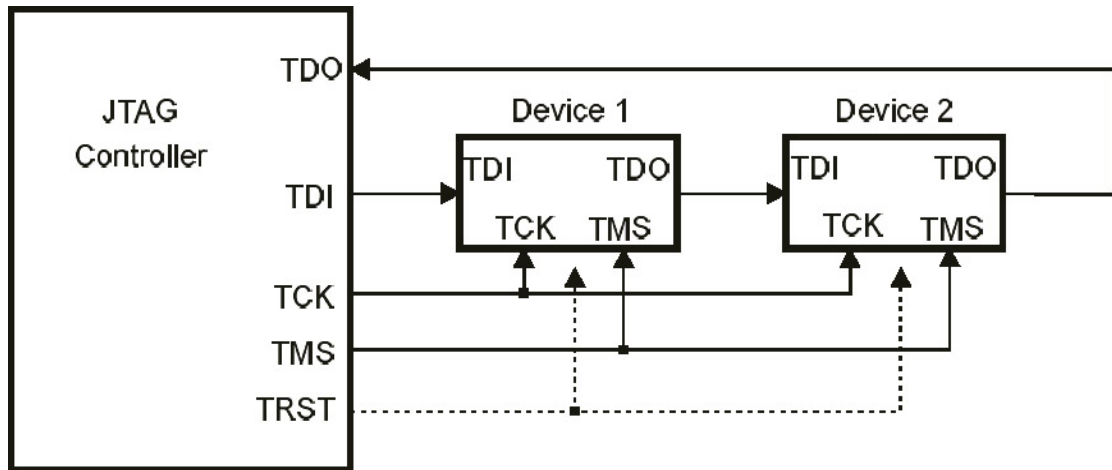 TDO
JTAG
Controller
TDI
TCK
TMS
TRST
Device 1
TDI
TDO
TCK
TMS
Device 2
TDI
TDO
TCK
TMS